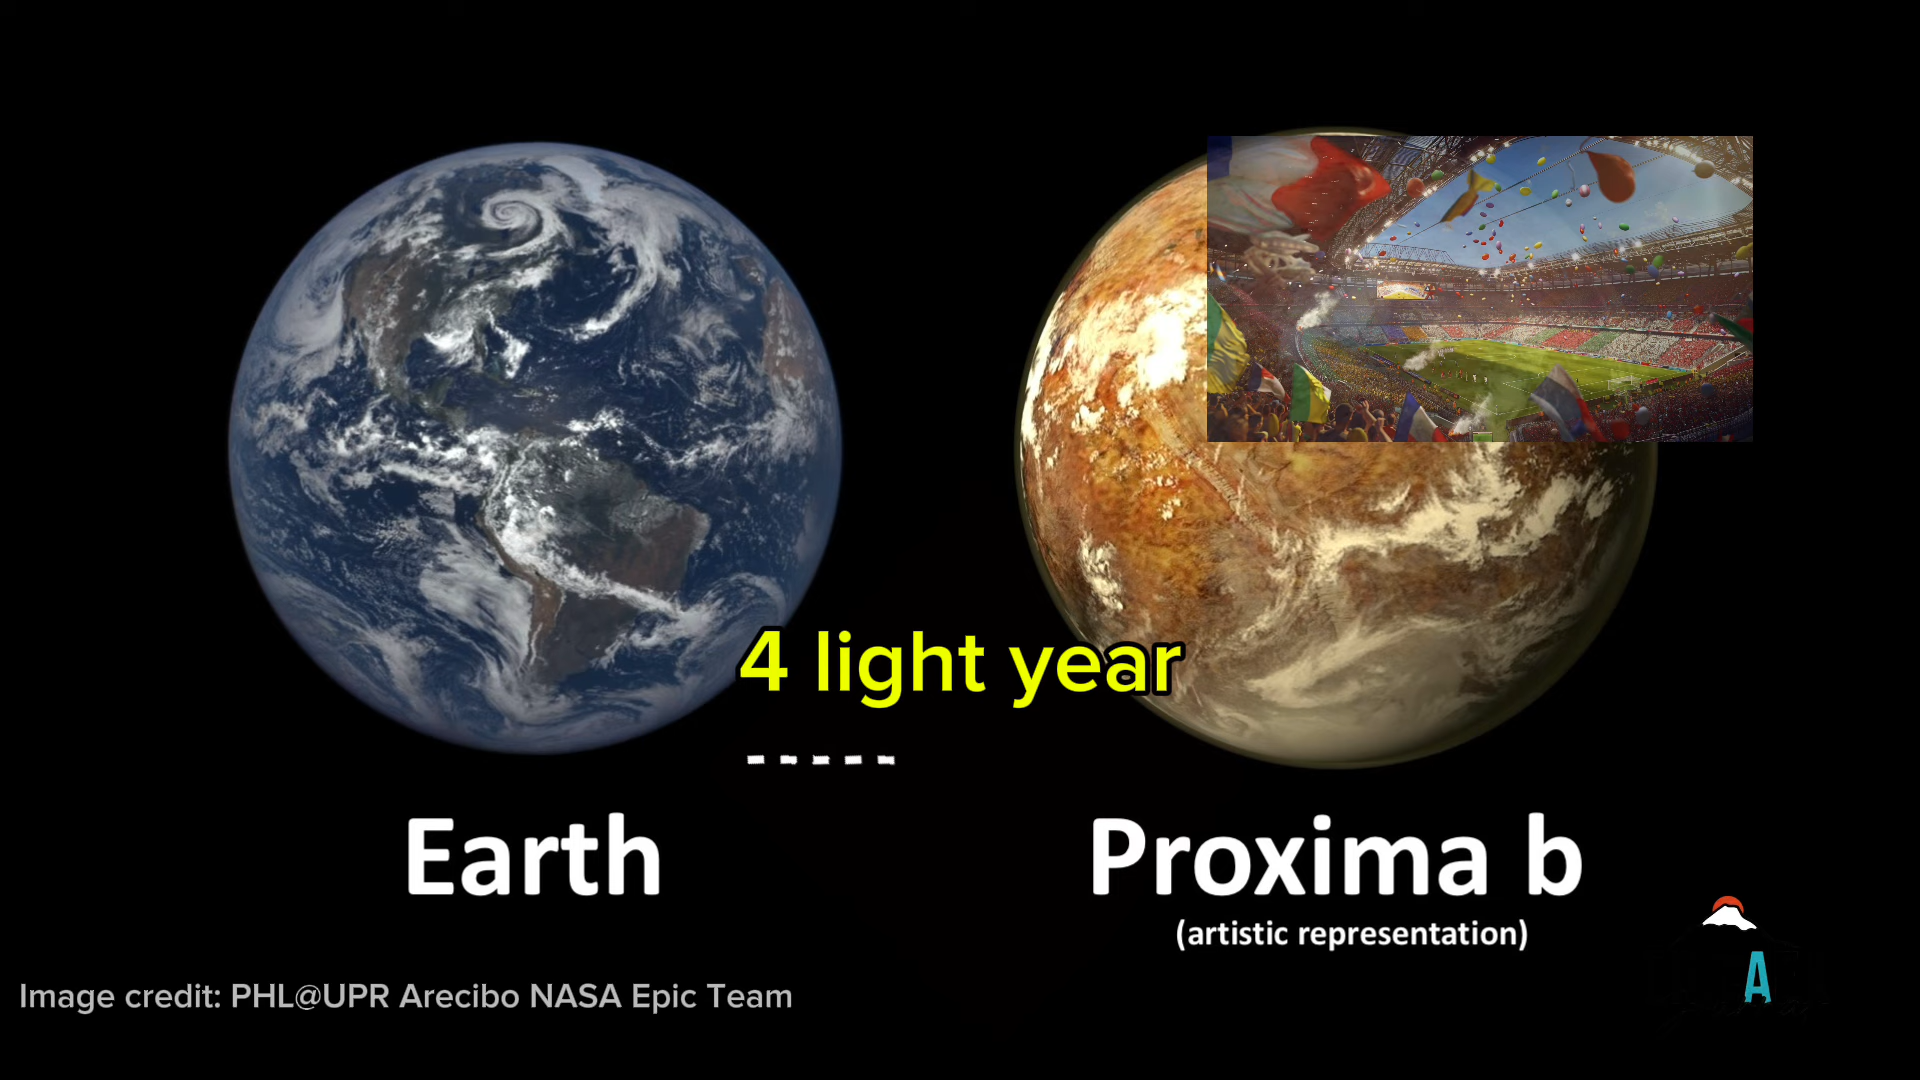 4 light year
Earth
Proxima b
(artistic representation)
Image credit: PHL@UPR Arecibo NASA Epic Team
A